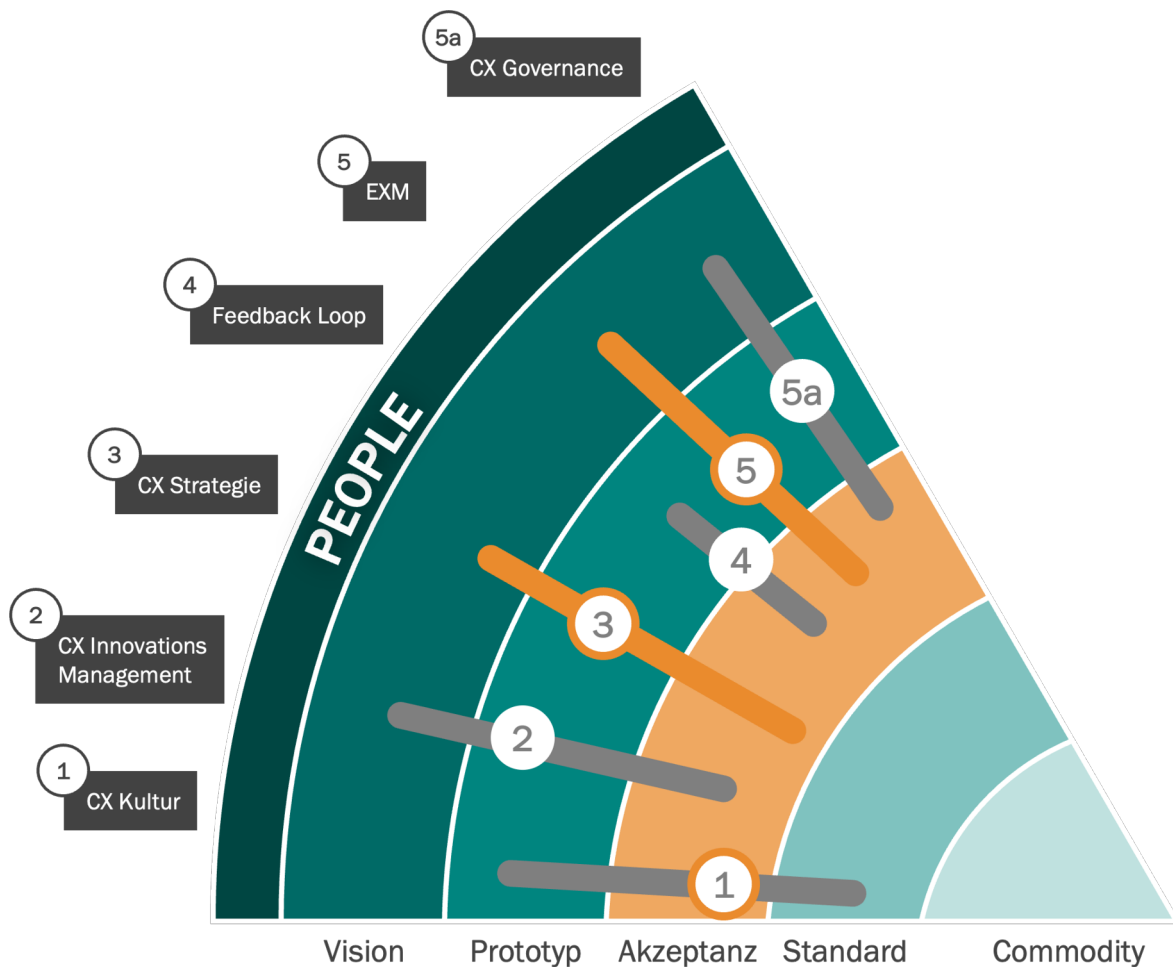 5a
CX Governance
5
EXM
4
Feedback Loop
3
CX Strategie
2
CX Innovations
Management
1
CX Kultur
PEOPLE
5a
5
4
3
2
1
Vision
Prototyp
Akzeptanz
Standard
Commodity